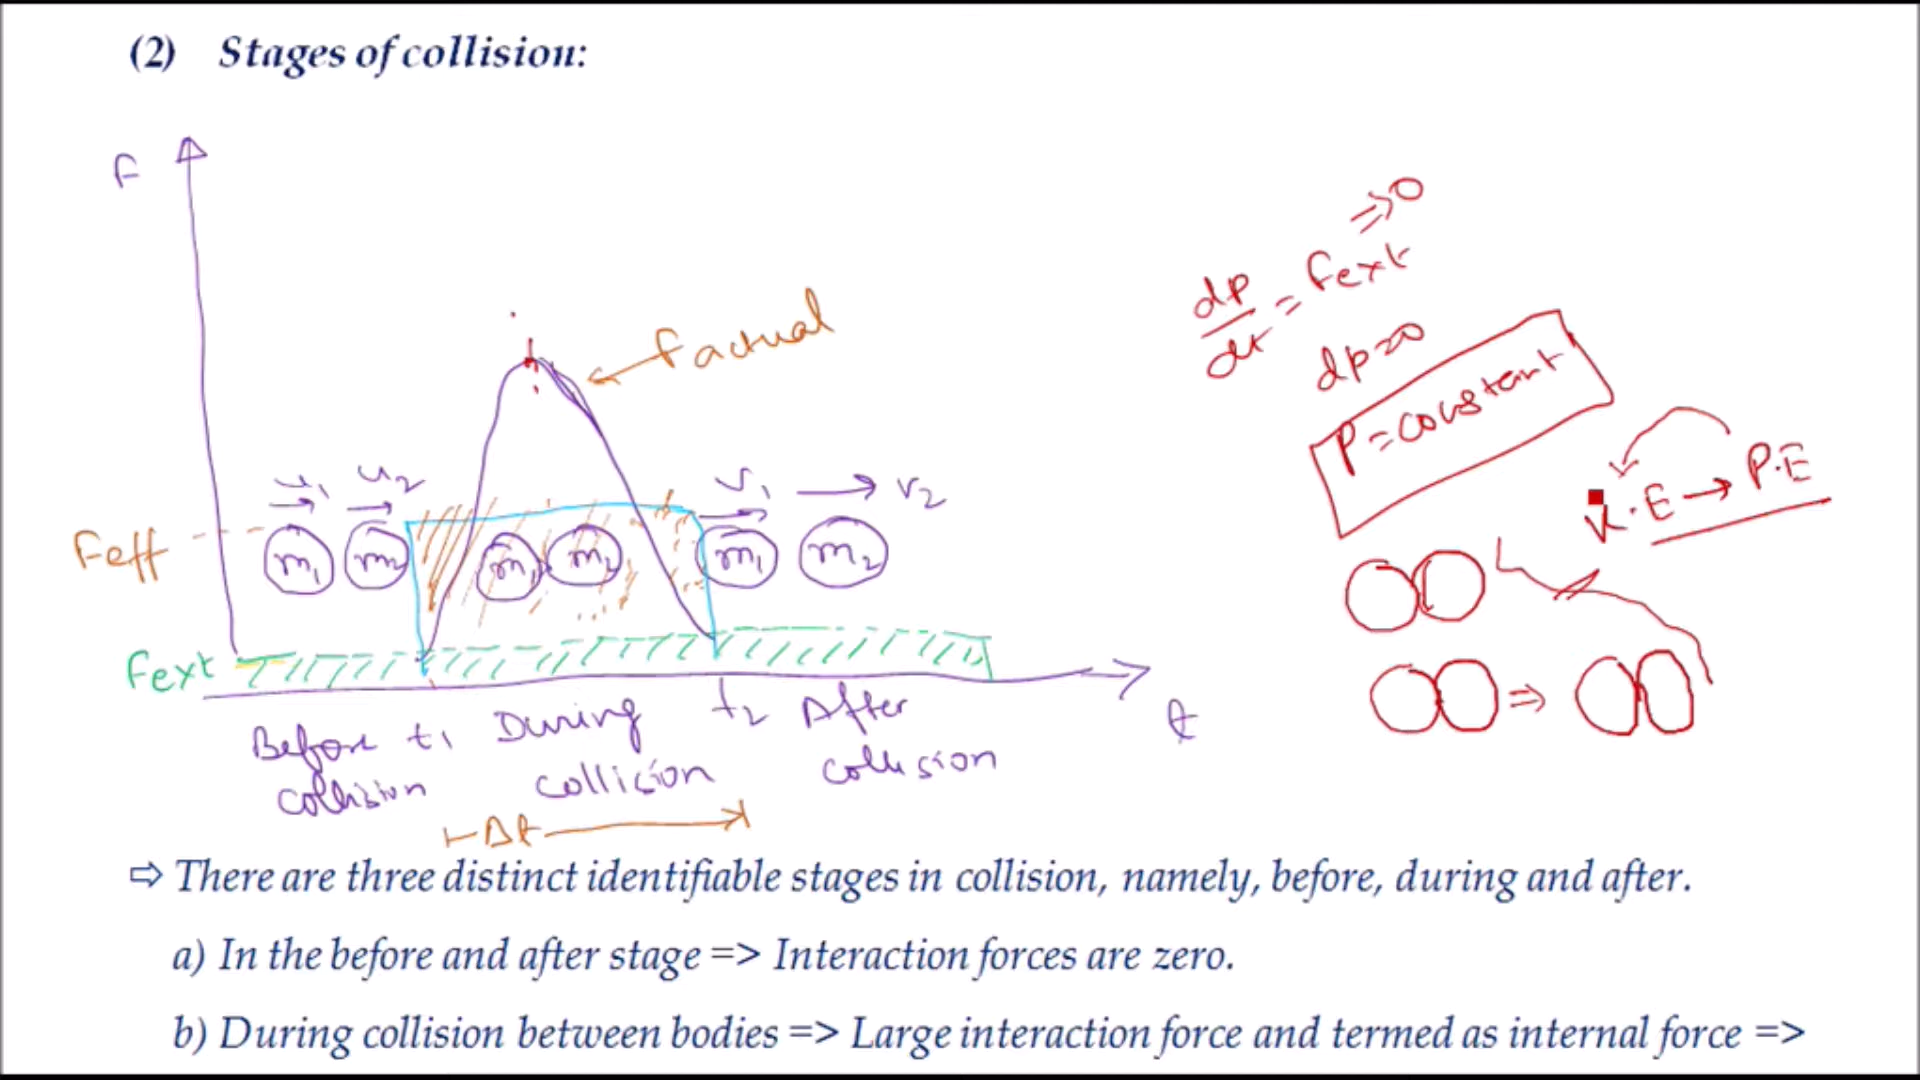 (2) Stages of collision:
F
⇒ 0
dp/dt = Fext
dp=0
P = constant
K.E → P.E
Factual
u1 u2 v1 → v2
Feff
m1 m2 m1 m2 m1 m2
Fext
t
Before t1 During t2 After
collision collision collision
Δt
⇨ There are three distinct identifiable stages in collision, namely, before, during and after.
a) In the before and after stage => Interaction forces are zero.
b) During collision between bodies => Large interaction force and termed as internal force =>